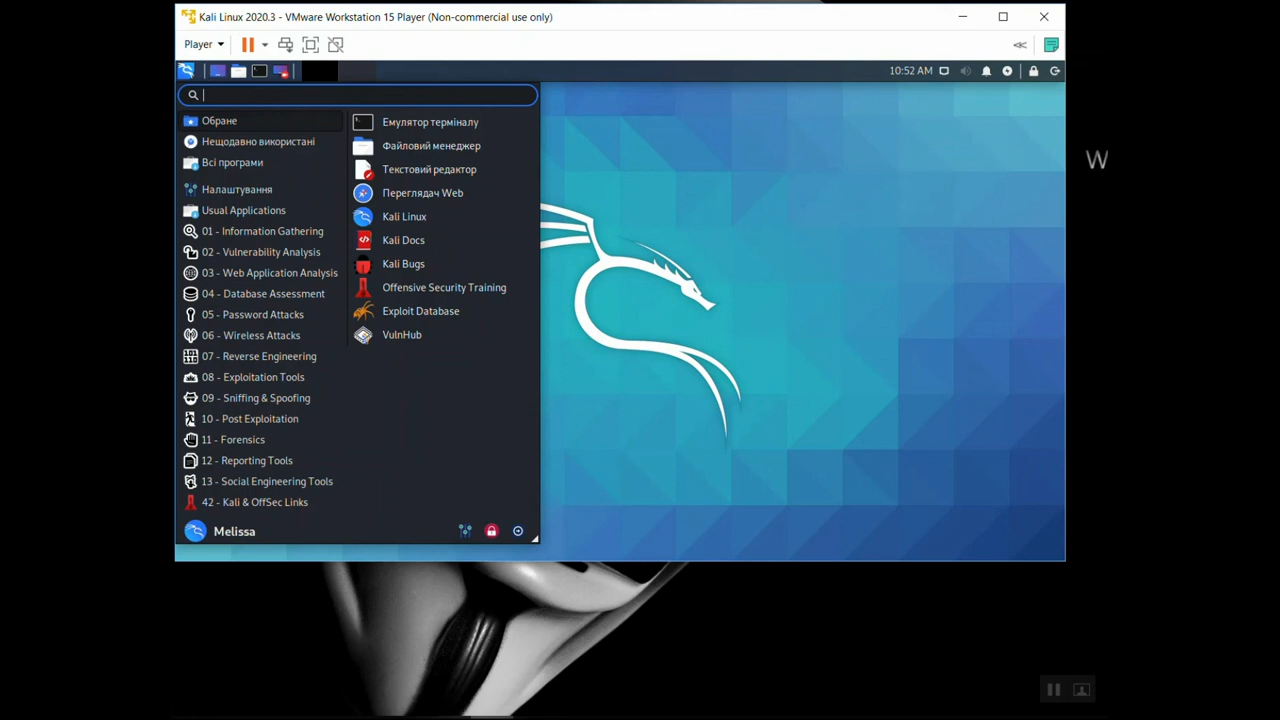 Kali Linux 2020.3 - VMware Workstation 15 Player (Non-commercial use only)
Player
10:52 AM
Обране
Нещодавно використані
Всі програми
Налаштування
Usual Applications
01 - Information Gathering
02 - Vulnerability Analysis
03 - Web Application Analysis
04 - Database Assessment
05 - Password Attacks
06 - Wireless Attacks
07 - Reverse Engineering
08 - Exploitation Tools
09 - Sniffing & Spoofing
10 - Post Exploitation
11 - Forensics
12 - Reporting Tools
13 - Social Engineering Tools
42 - Kali & OffSec Links
Емулятор терміналу
Файловий менеджер
Текстовий редактор
Переглядач Web
Kali Linux
Kali Docs
Kali Bugs
Offensive Security Training
Exploit Database
VulnHub
Melissa
W